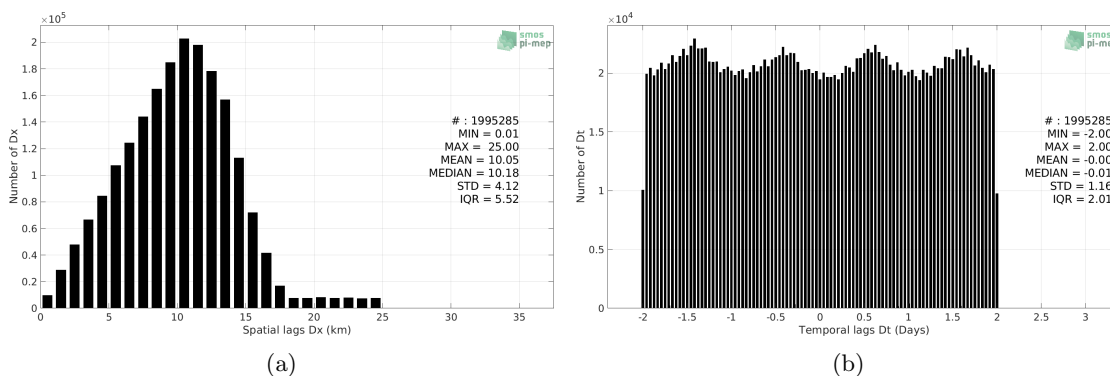 ×10^5
2
1.8
1.6
1.4
1.2
1
0.8
0.6
0.4
0.2
0
Number of Dx
0 5 10 15 20 25 30 35
Spatial lags Dx (km)
smos
pi-mep
# : 1995285
MIN = 0.01
MAX = 25.00
MEAN = 10.05
MEDIAN = 10.18
STD = 4.12
IQR = 5.52
(a)
×10^4
2
1.5
1
0.5
0
Number of Dt
-2 -1.5 -1 -0.5 0 0.5 1 1.5 2 2.5 3
Temporal lags Dt (Days)
smos
pi-mep
# : 1995285
MIN = -2.00
MAX = 2.00
MEAN = -0.00
MEDIAN = -0.01
STD = 1.16
IQR = 2.01
(b)